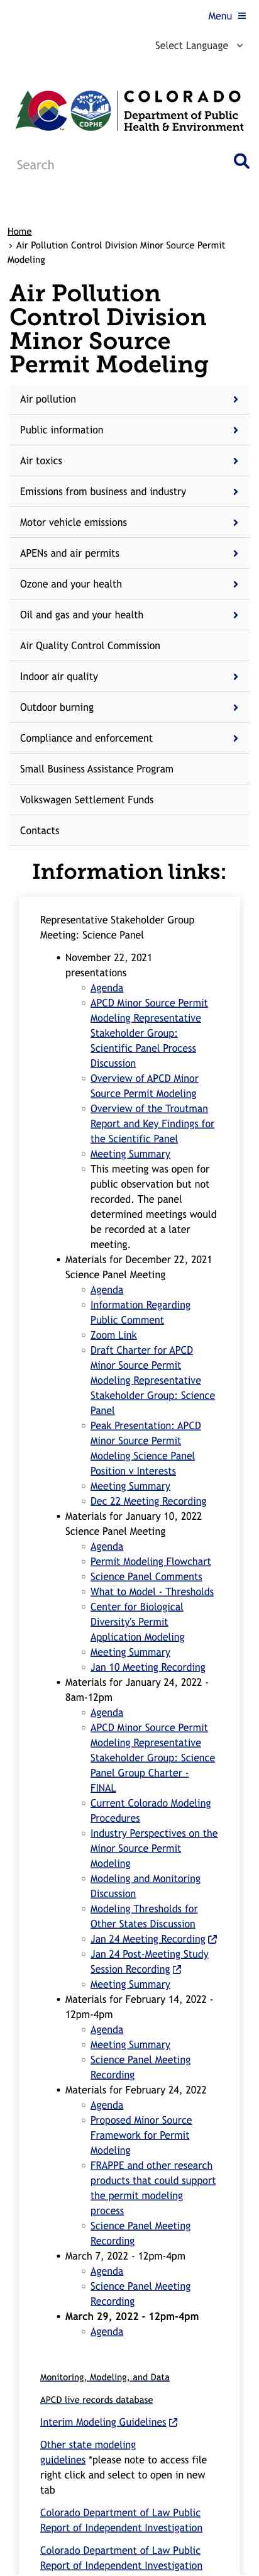 Menu
Select Language
COLORADO
Department of Public
Health & Environment
CDPHE
Search
Home
› Air Pollution Control Division Minor Source Permit
Modeling
Air Pollution
Control Division
Minor Source
Permit Modeling
Air pollution
Public information
Air toxics
Emissions from business and industry
Motor vehicle emissions
APENs and air permits
Ozone and your health
Oil and gas and your health
Air Quality Control Commission
Indoor air quality
Outdoor burning
Compliance and enforcement
Small Business Assistance Program
Volkswagen Settlement Funds
Contacts
Information links:
Representative Stakeholder Group
Meeting: Science Panel
• November 22, 2021
presentations
◦ Agenda
◦ APCD Minor Source Permit
Modeling Representative
Stakeholder Group:
Scientific Panel Process
Discussion
◦ Overview of APCD Minor
Source Permit Modeling
◦ Overview of the Troutman
Report and Key Findings for
the Scientific Panel
◦ Meeting Summary
◦ This meeting was open for
public observation but not
recorded. The panel
determined meetings would
be recorded at a later
meeting.
• Materials for December 22, 2021
Science Panel Meeting
◦ Agenda
◦ Information Regarding
Public Comment
◦ Zoom Link
◦ Draft Charter for APCD
Minor Source Permit
Modeling Representative
Stakeholder Group: Science
Panel
◦ Peak Presentation: APCD
Minor Source Permit
Modeling Science Panel
Position v Interests
◦ Meeting Summary
◦ Dec 22 Meeting Recording
• Materials for January 10, 2022
Science Panel Meeting
◦ Agenda
◦ Permit Modeling Flowchart
◦ Science Panel Comments
◦ What to Model - Thresholds
◦ Center for Biological
Diversity's Permit
Application Modeling
◦ Meeting Summary
◦ Jan 10 Meeting Recording
• Materials for January 24, 2022 -
8am-12pm
◦ Agenda
◦ APCD Minor Source Permit
Modeling Representative
Stakeholder Group: Science
Panel Group Charter -
FINAL
◦ Current Colorado Modeling
Procedures
◦ Industry Perspectives on the
Minor Source Permit
Modeling
◦ Modeling and Monitoring
Discussion
◦ Modeling Thresholds for
Other States Discussion
◦ Jan 24 Meeting Recording
◦ Jan 24 Post-Meeting Study
Session Recording
◦ Meeting Summary
• Materials for February 14, 2022 -
12pm-4pm
◦ Agenda
◦ Meeting Summary
◦ Science Panel Meeting
Recording
• Materials for February 24, 2022
◦ Agenda
◦ Proposed Minor Source
Framework for Permit
Modeling
◦ FRAPPE and other research
products that could support
the permit modeling
process
◦ Science Panel Meeting
Recording
• March 7, 2022 - 12pm-4pm
◦ Agenda
◦ Science Panel Meeting
Recording
• March 29, 2022 - 12pm-4pm
◦ Agenda
Monitoring, Modeling, and Data
APCD live records database
Interim Modeling Guidelines
Other state modeling
guidelines *please note to access file
right click and select to open in new
tab
Colorado Department of Law Public
Report of Independent Investigation
Colorado Department of Law Public
Report of Independent Investigation